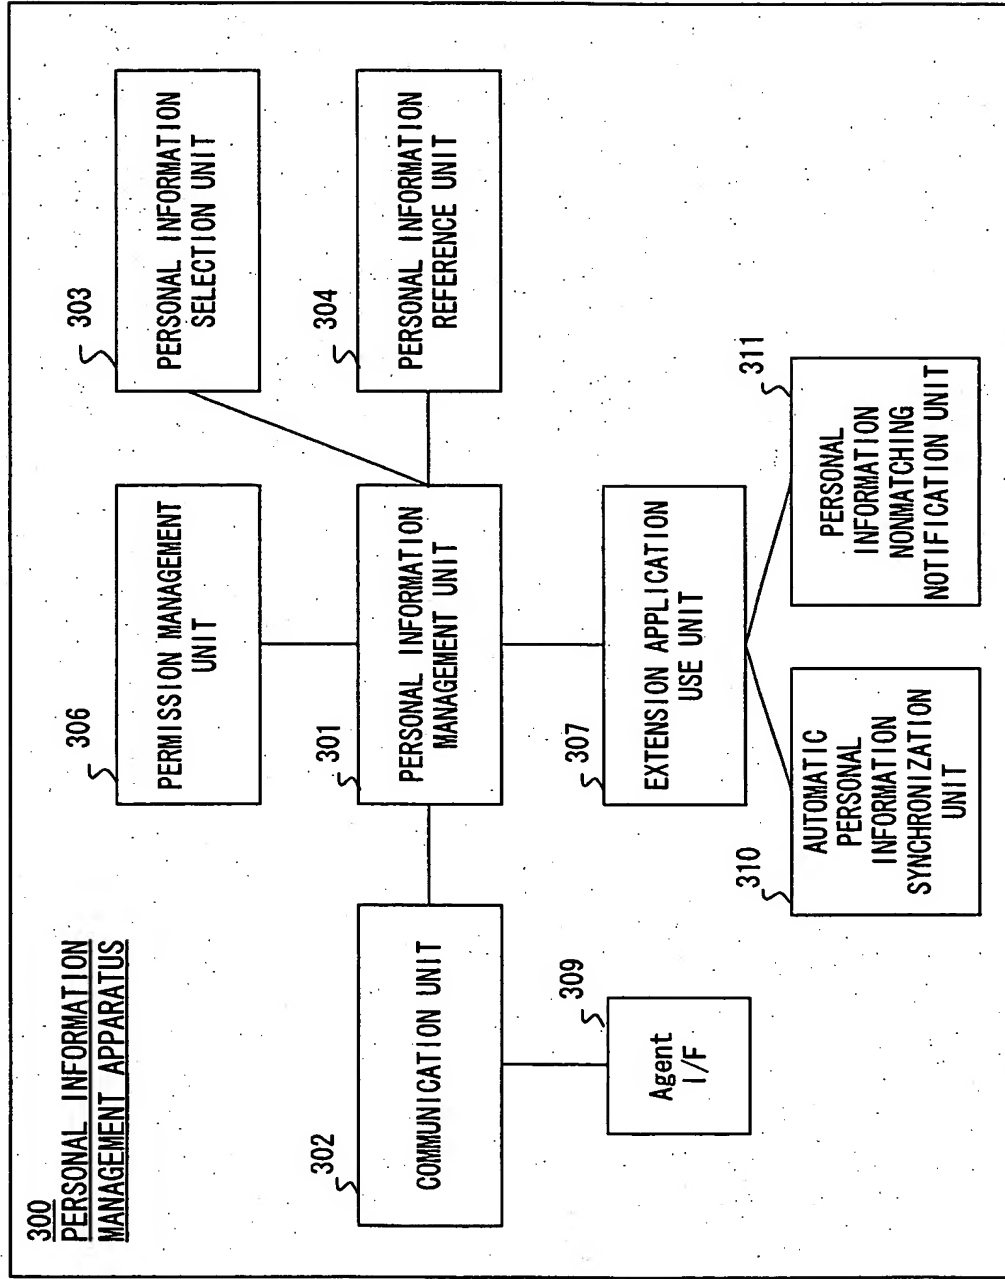 300
PERSONAL INFORMATION
MANAGEMENT APPARATUS
302
COMMUNICATION UNIT
309
Agent
I/F
306
PERMISSION MANAGEMENT
UNIT
301
PERSONAL INFORMATION
MANAGEMENT UNIT
307
EXTENSION APPLICATION
USE UNIT
310
AUTOMATIC
PERSONAL
INFORMATION
SYNCHRONIZATION
UNIT
303
PERSONAL INFORMATION
SELECTION UNIT
304
PERSONAL INFORMATION
REFERENCE UNIT
311
PERSONAL
INFORMATION
NONMATCHING
NOTIFICATION UNIT